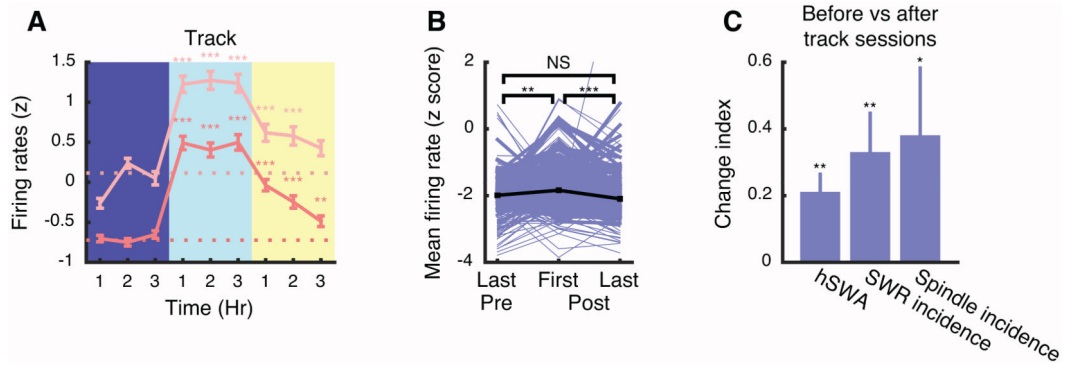 A
Track
Firing rates (z)
1.5
1
0.5
0
-0.5
-1
*** *** ***
*** *** ***
*** ***
*** *** **
1 2 3 1 2 3 1 2 3
Time (Hr)
B
Mean firing rate (z score)
2
0
-2
-4
NS
** ***
Last First Last
Pre Post
C
Before vs after
track sessions
Change index
0.6
0.4
0.2
0
** ** *
hSWA
SWR incidence
Spindle incidence